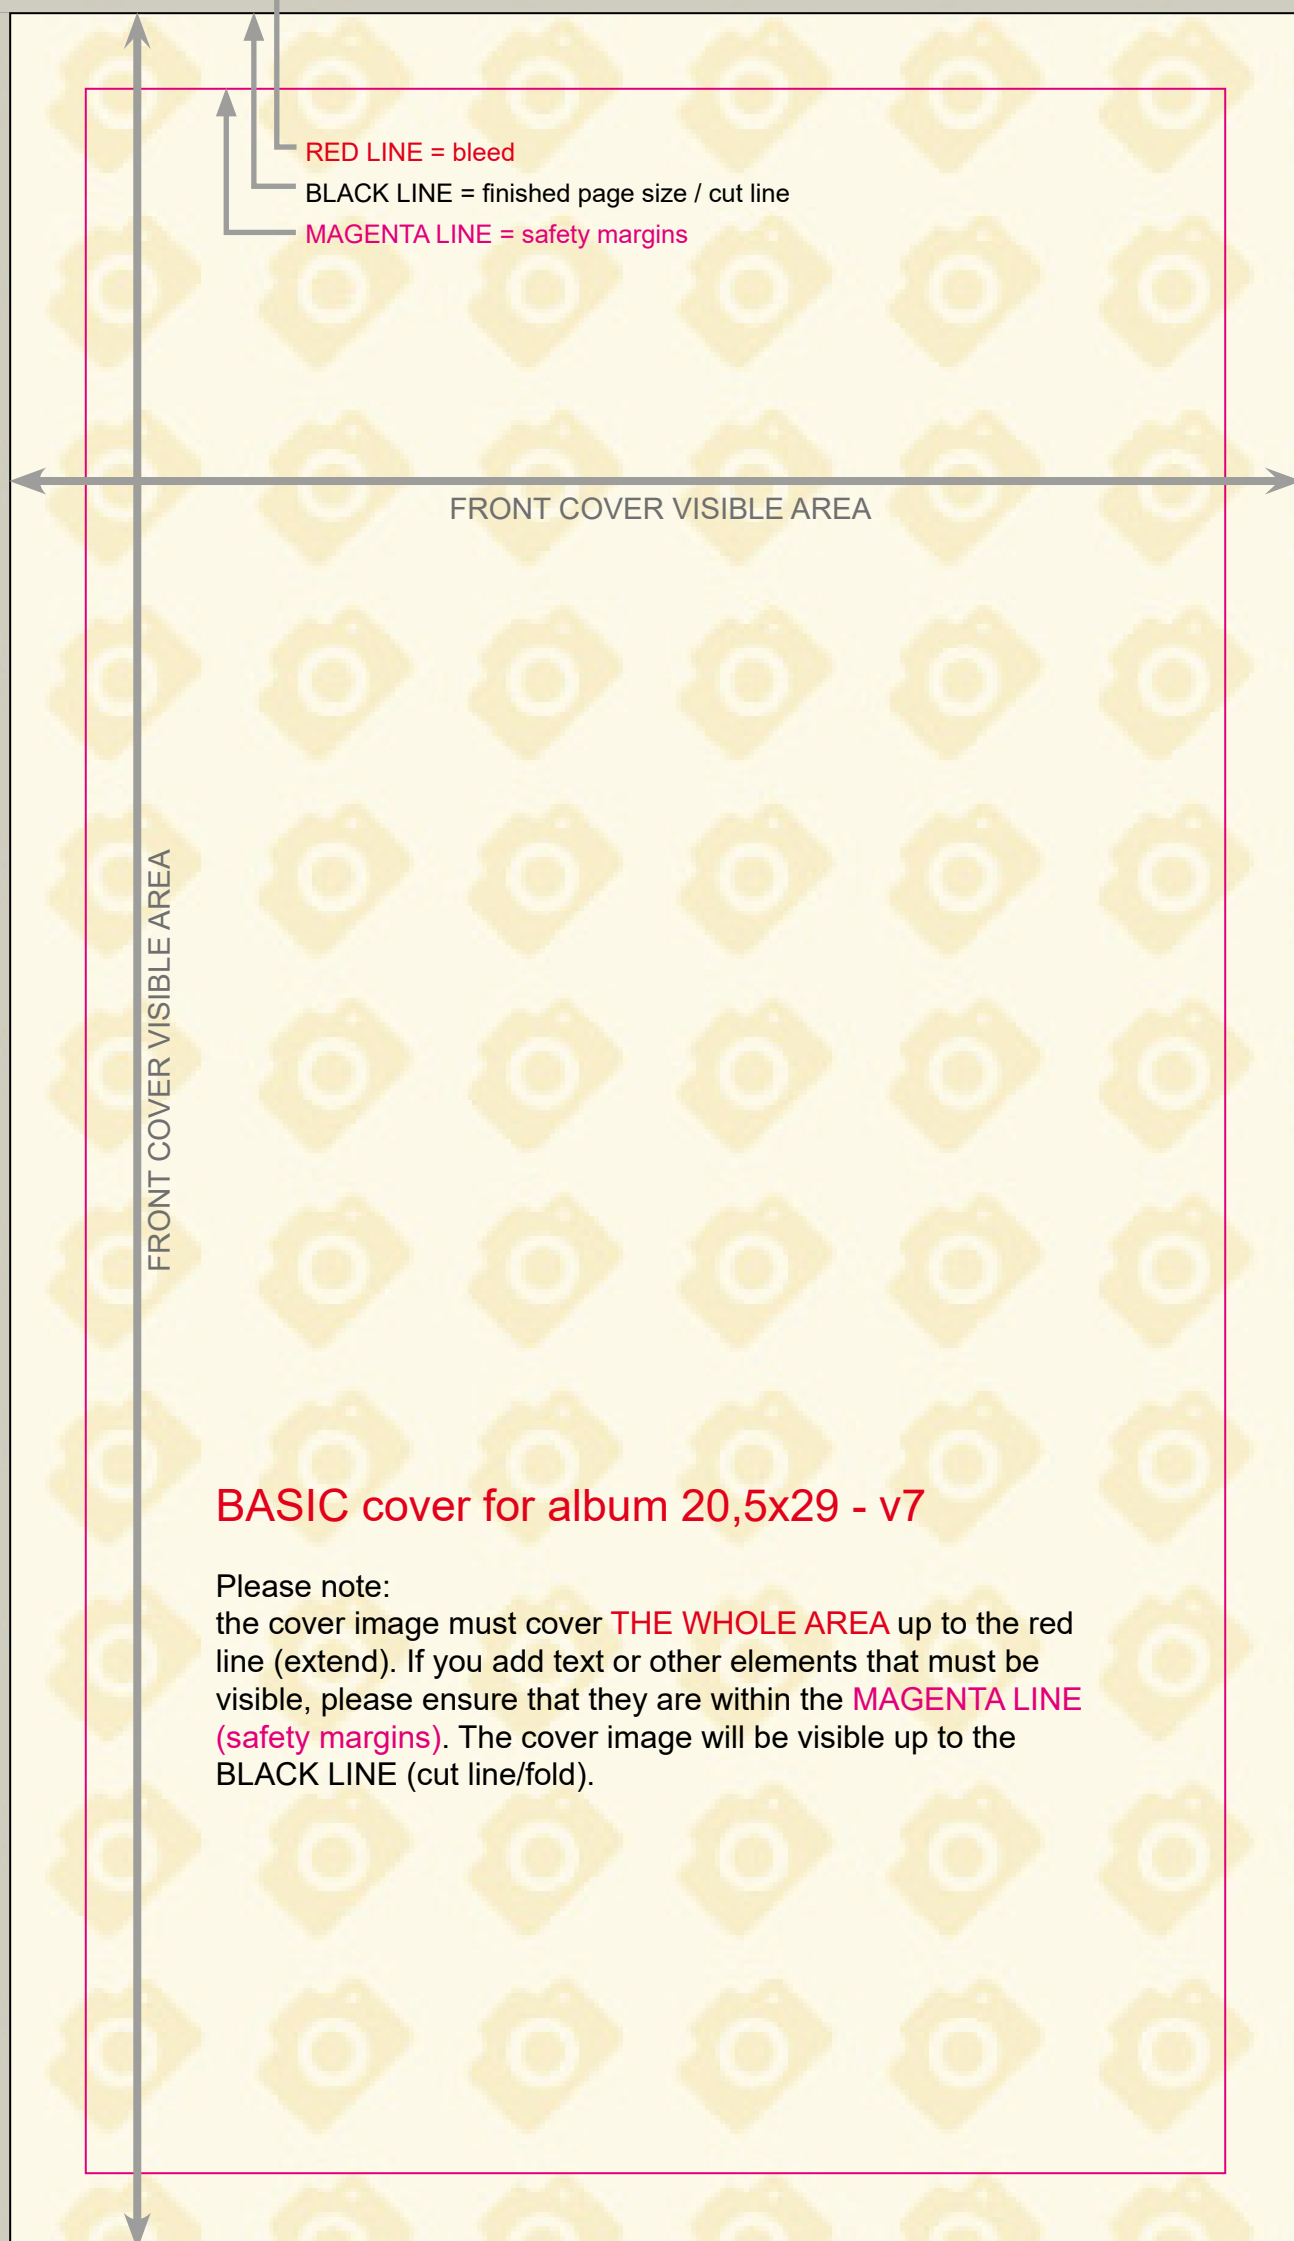 RED LINE = bleed
BLACK LINE = finished page size / cut line
MAGENTA LINE = safety margins
FRONT COVER VISIBLE AREA
FRONT COVER VISIBLE AREA
BASIC cover for album 20,5x29 - v7
Please note:
the cover image must cover THE WHOLE AREA up to the red
line (extend). If you add text or other elements that must be
visible, please ensure that they are within the MAGENTA LINE
(safety margins). The cover image will be visible up to the
BLACK LINE (cut line/fold).